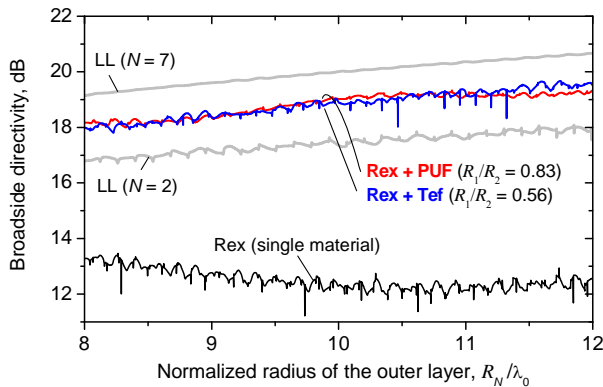 Broadside directivity, dB
22
20
18
16
14
12
LL (N = 7)
LL (N = 2)
Rex + PUF (R1/R2 = 0.83)
Rex + Tef (R1/R2 = 0.56)
Rex (single material)
8
9
10
11
12
Normalized radius of the outer layer, RN/λ0